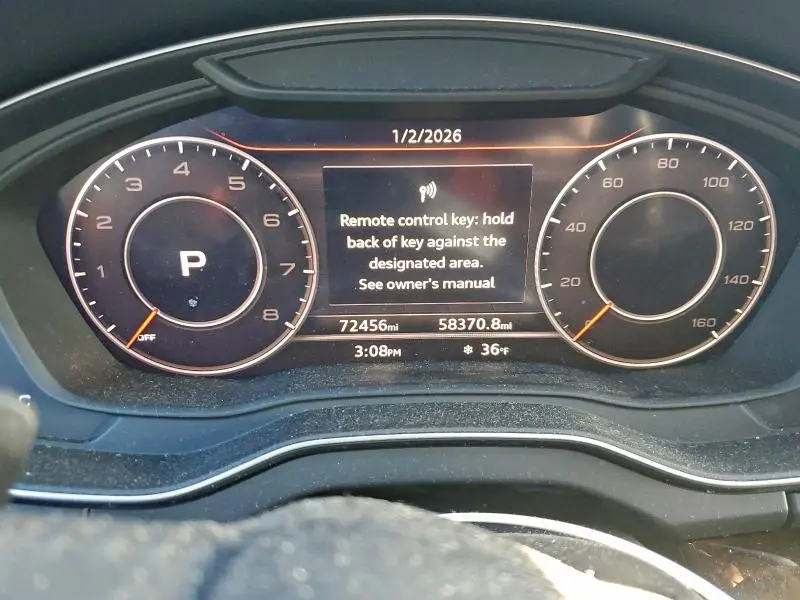 1/2/2026
1 2 3 4 5 6 7 8
P
OFF
Remote control key: hold
back of key against the
designated area.
See owner's manual
20 40 60 80 100 120 140 160
72456mi 58370.8mi
3:08PM ❄ 36°F